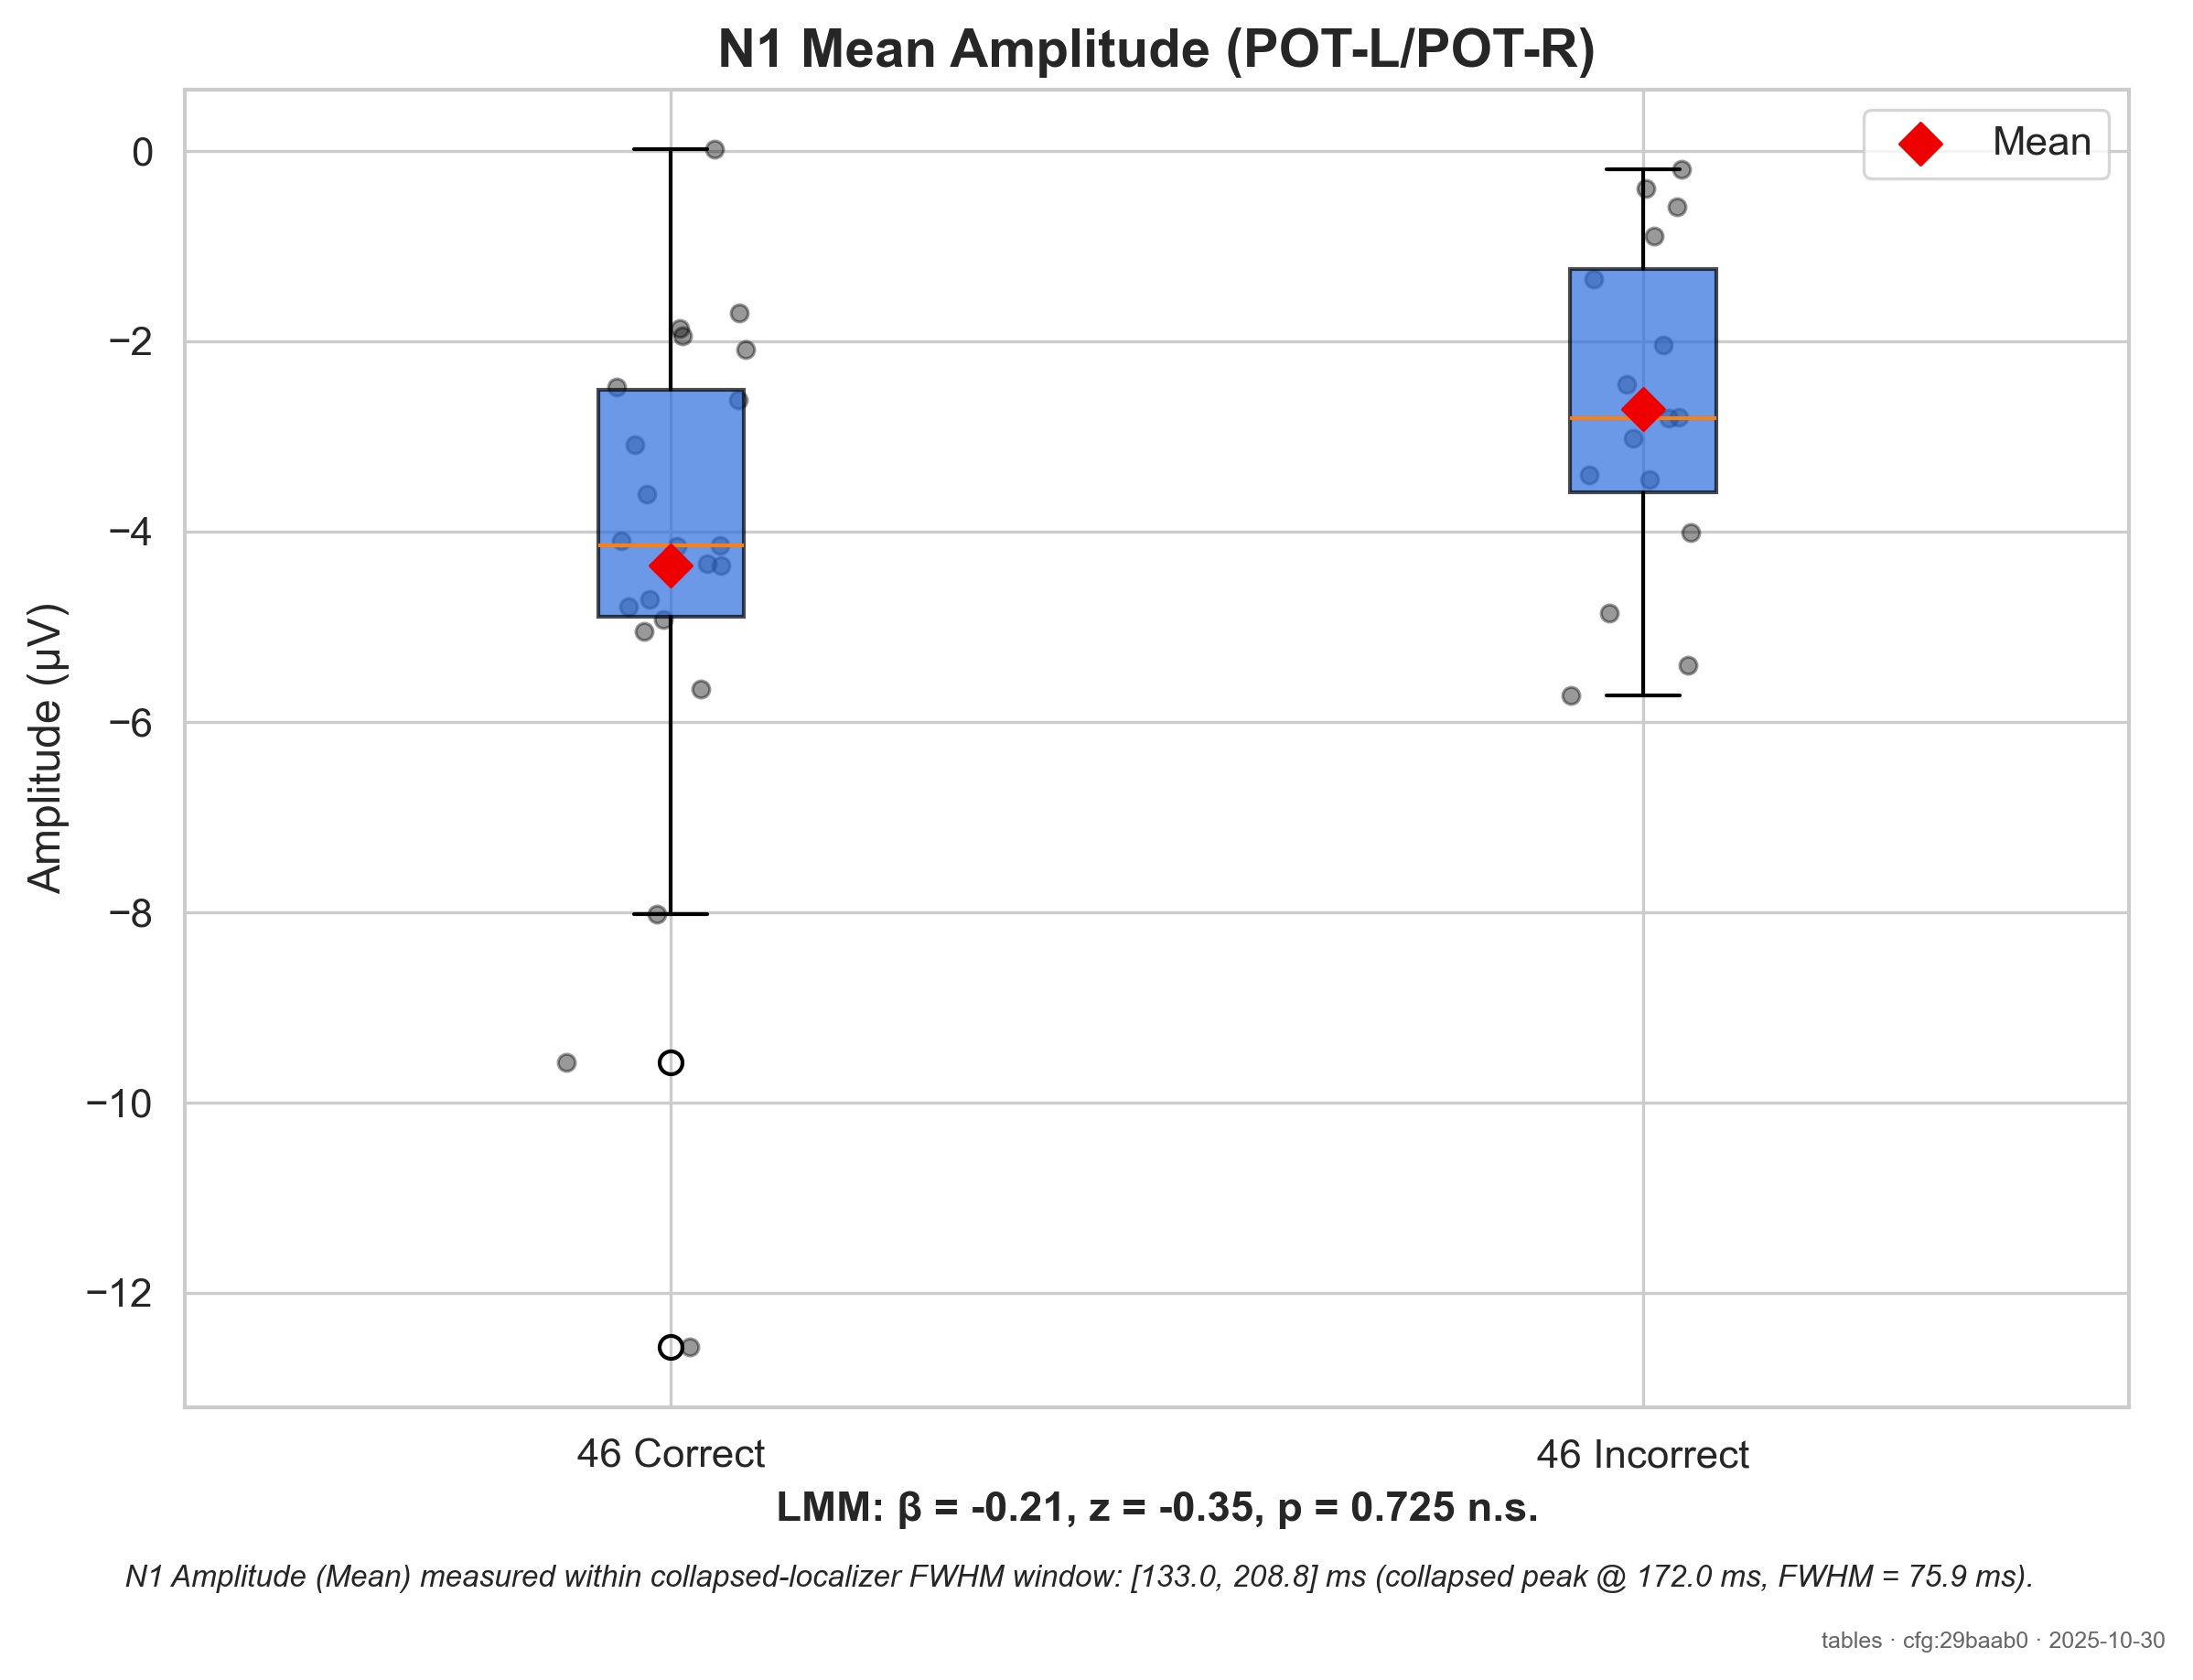 N1 Mean Amplitude (POT-L/POT-R)
Mean
0
−2
−4
−6
−8
−10
−12
Amplitude (µV)
46 Correct
46 Incorrect
LMM: β = -0.21, z = -0.35, p = 0.725 n.s.
N1 Amplitude (Mean) measured within collapsed-localizer FWHM window: [133.0, 208.8] ms (collapsed peak @ 172.0 ms, FWHM = 75.9 ms).
tables · cfg:29baab0 · 2025-10-30